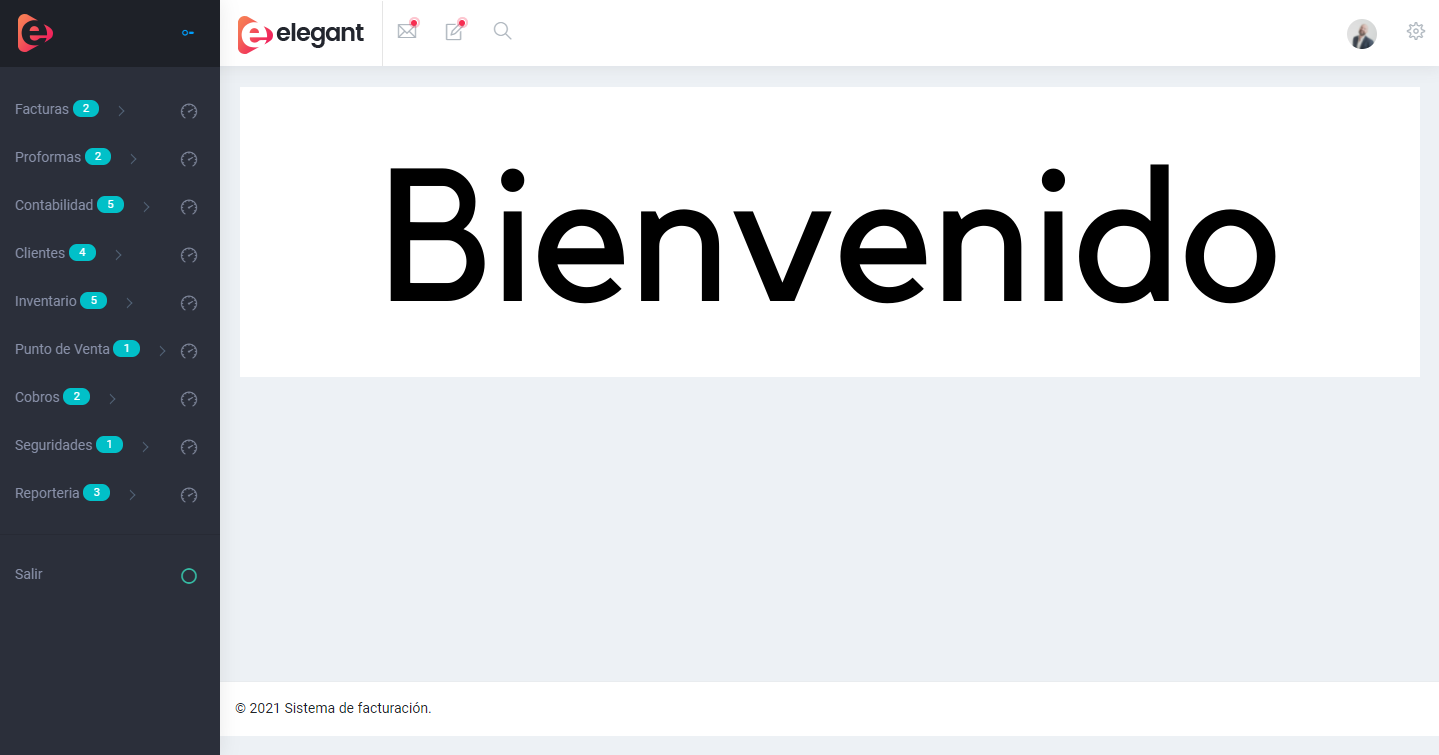 elegant
Facturas 2
Proformas 2
Contabilidad 5
Clientes 4
Inventario 5
Punto de Venta 1
Cobros 2
Seguridades 1
Reporteria 3
Salir
Bienvenido
© 2021 Sistema de facturación.